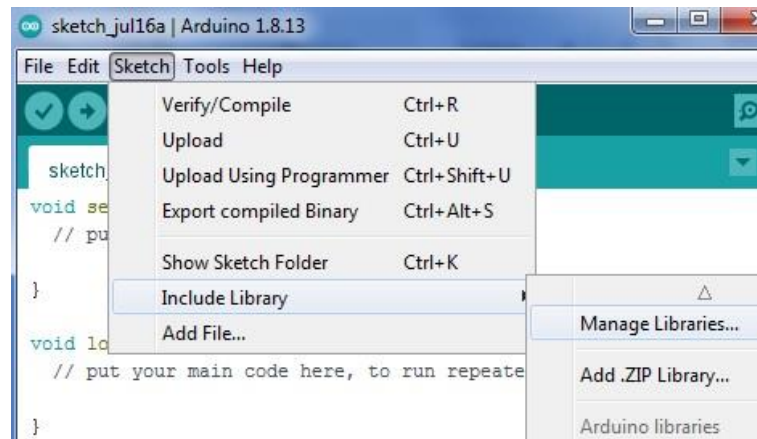 sketch_jul16a | Arduino 1.8.13
File Edit Sketch Tools Help
Verify/Compile Ctrl+R
Upload Ctrl+U
sketch_
Upload Using Programmer Ctrl+Shift+U
void se
Export compiled Binary Ctrl+Alt+S
// pu
Show Sketch Folder Ctrl+K
}
Include Library
Manage Libraries...
Add File...
void lo
// put your main code here, to run repeate
Add .ZIP Library...
}
Arduino libraries